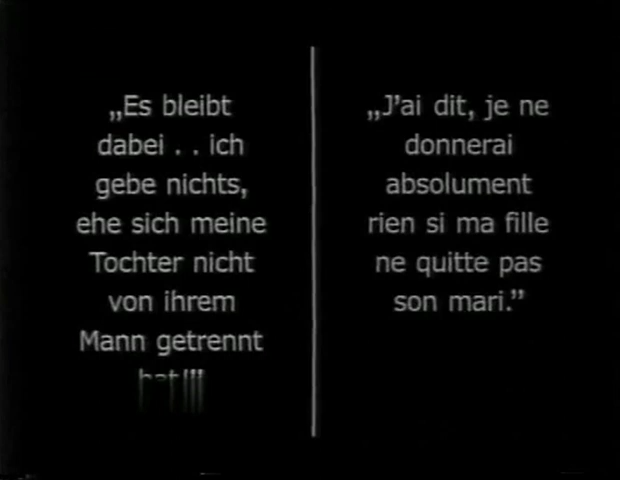 „Es bleibt
dabei . . ich
gebe nichts,
ehe sich meine
Tochter nicht
von ihrem
Mann getrennt
hat!!!”
„J'ai dit, je ne
donnerai
absolument
rien si ma fille
ne quitte pas
son mari.”